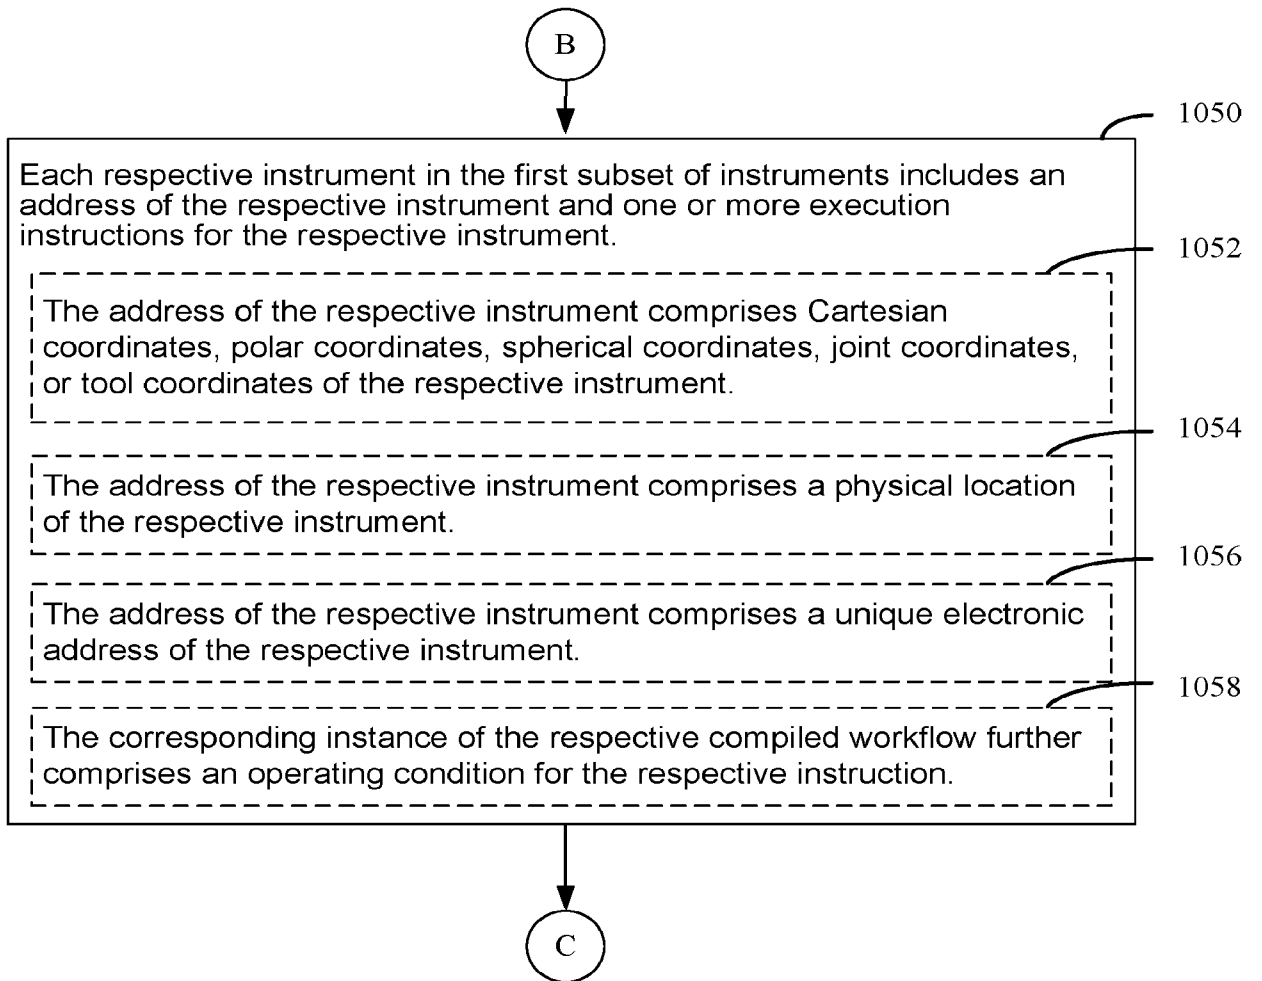 B
1050
Each respective instrument in the first subset of instruments includes an
address of the respective instrument and one or more execution
instructions for the respective instrument.
1052
The address of the respective instrument comprises Cartesian
coordinates, polar coordinates, spherical coordinates, joint coordinates,
or tool coordinates of the respective instrument.
1054
The address of the respective instrument comprises a physical location
of the respective instrument.
1056
The address of the respective instrument comprises a unique electronic
address of the respective instrument.
1058
The corresponding instance of the respective compiled workflow further
comprises an operating condition for the respective instruction.
C